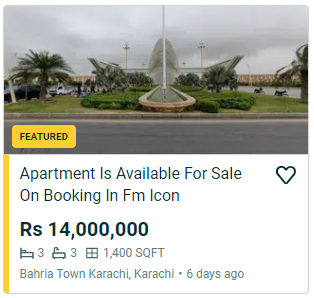 FEATURED
Apartment Is Available For Sale
On Booking In Fm Icon
Rs 14,000,000
3 3 1,400 SQFT
Bahria Town Karachi, Karachi • 6 days ago